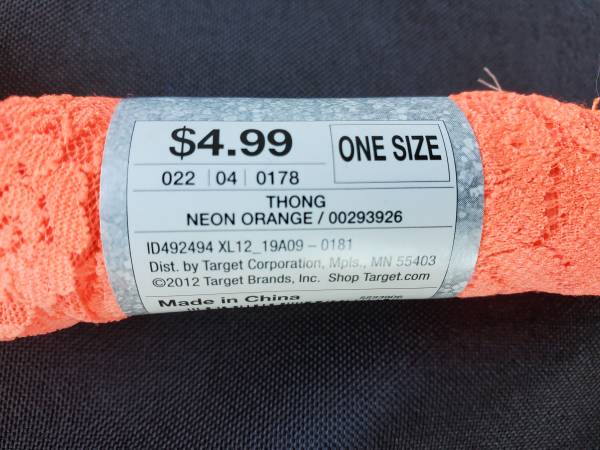 $4.99
ONE SIZE
022 | 04 | 0178
THONG
NEON ORANGE / 00293926
ID492494 XL12_19A09 – 0181
Dist. by Target Corporation, Mpls., MN 55403
©2012 Target Brands, Inc. Shop Target.com
Made in China